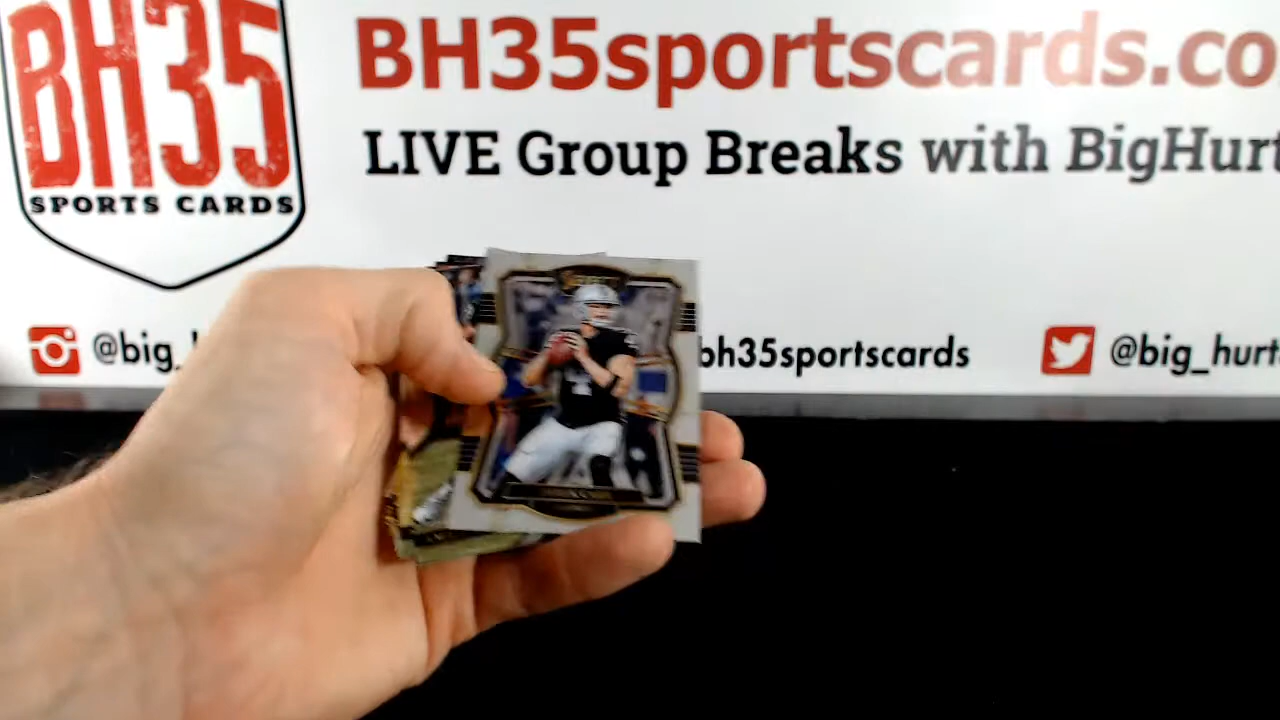 BH35
SPORTS CARDS
BH35sportscards.co
LIVE Group Breaks with BigHurt
@big_
bh35sportscards
@big_hurt